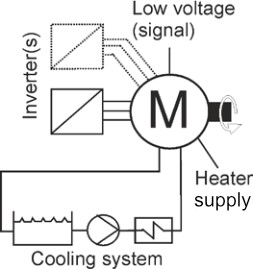 Low voltage
(signal)
Inverter(s)
M
Heater
supply
Cooling system